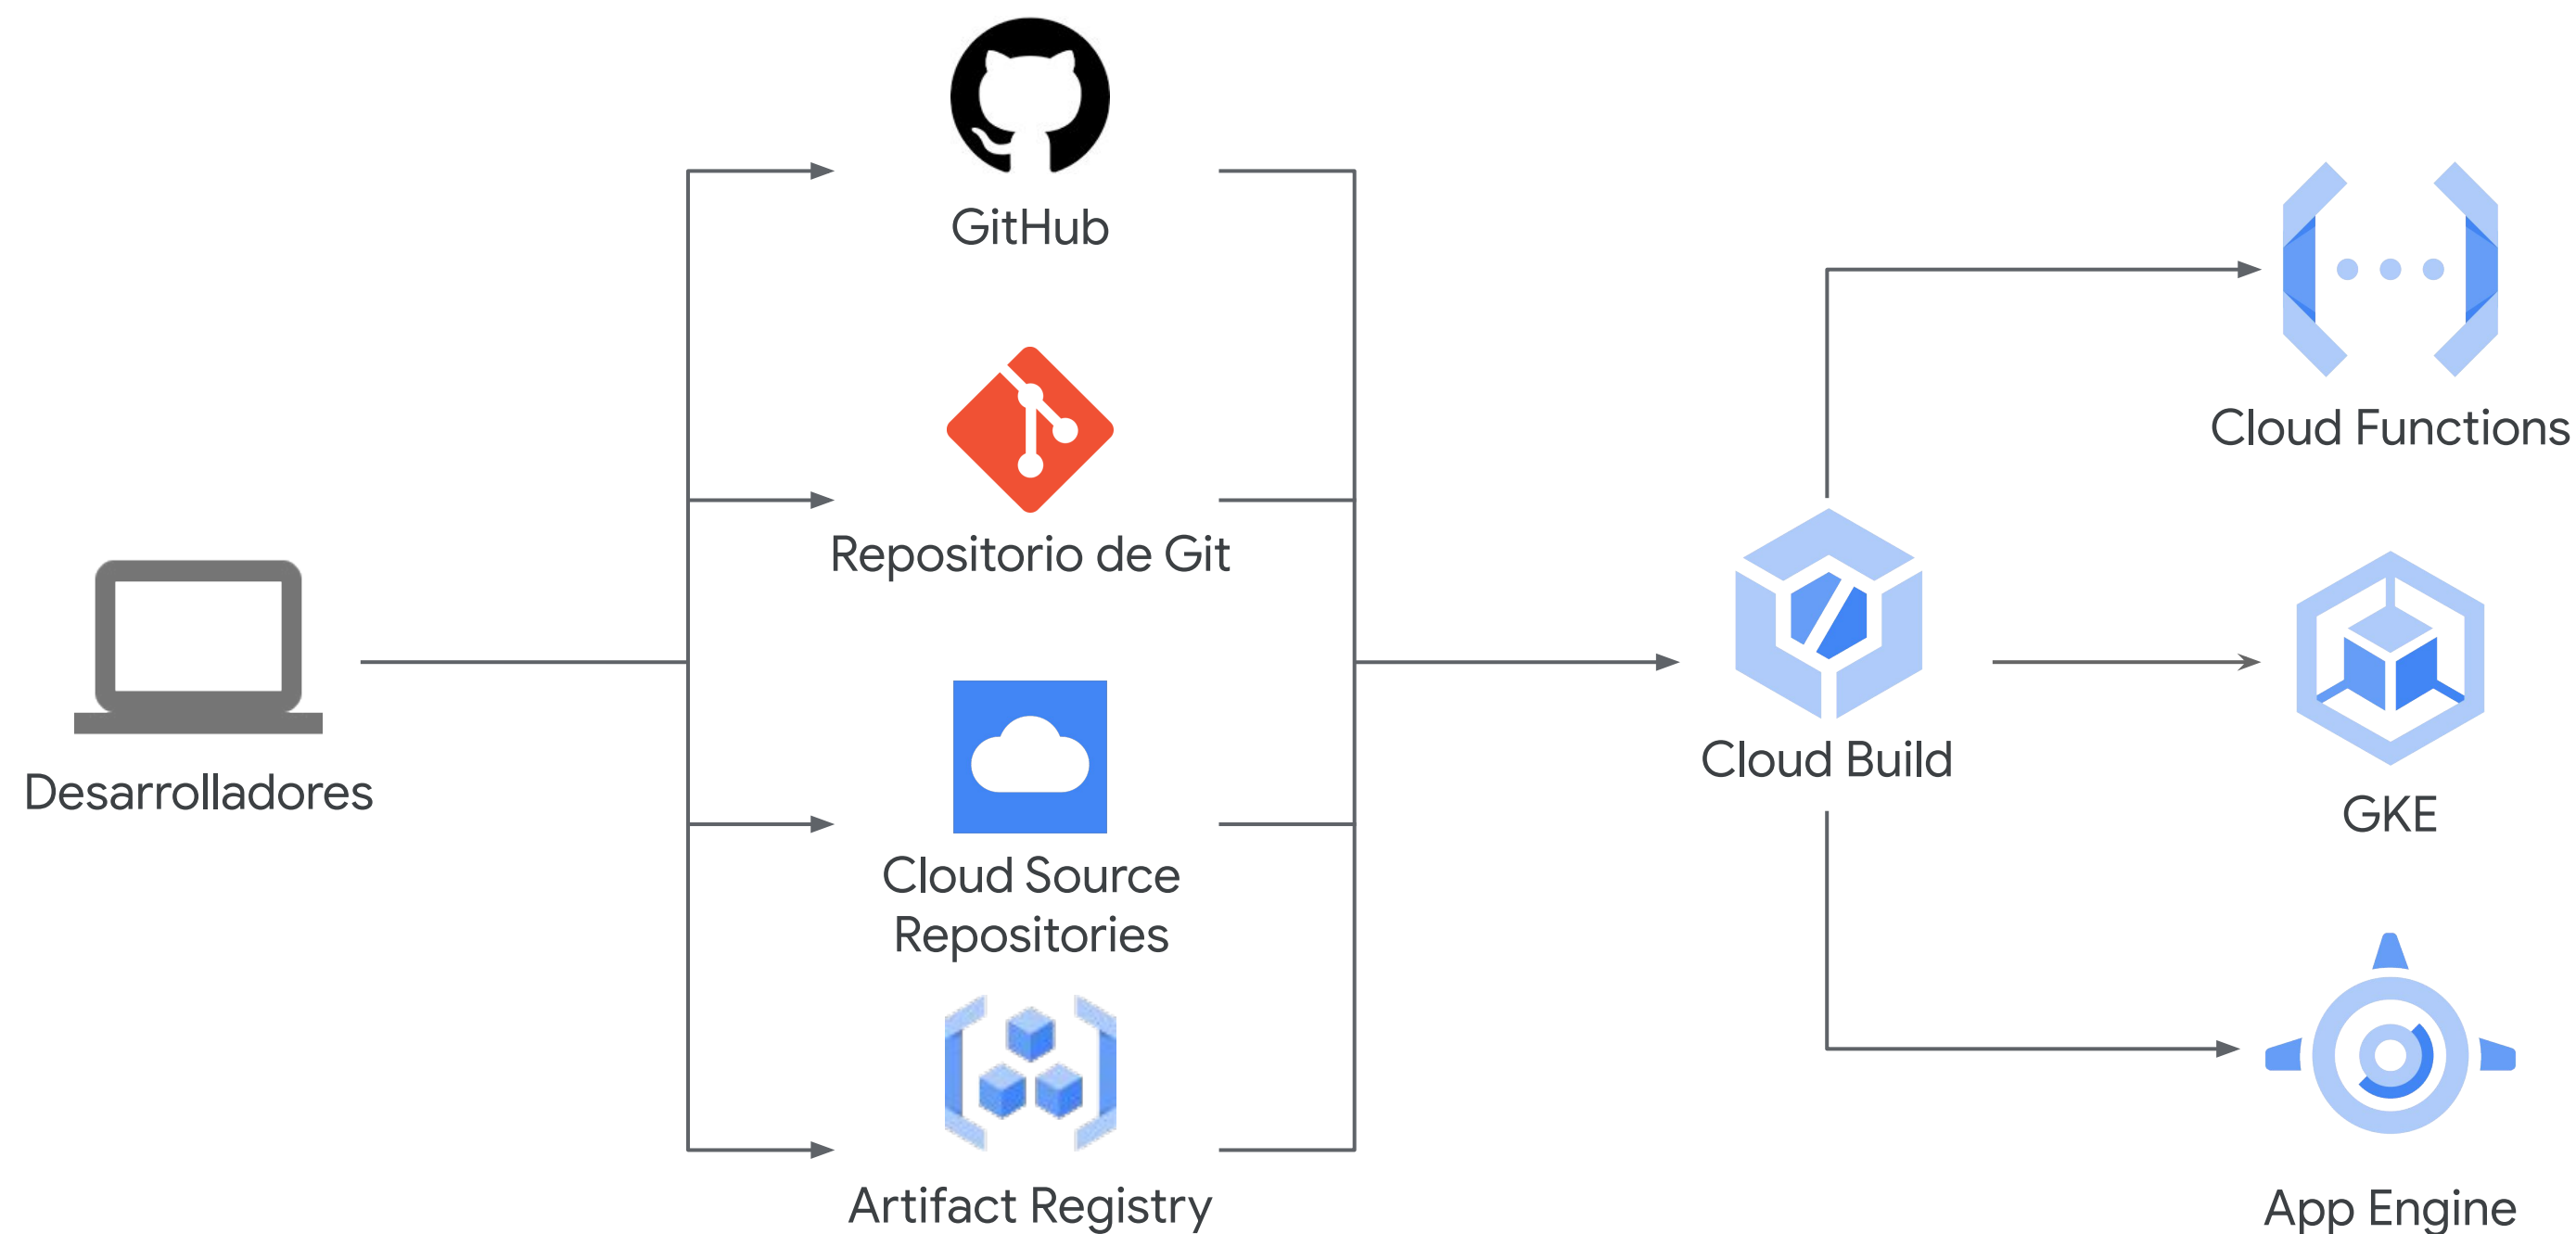 GitHub
Repositorio de Git
Desarrolladores
Cloud Source
Repositories
Artifact Registry
Cloud Build
Cloud Functions
GKE
App Engine